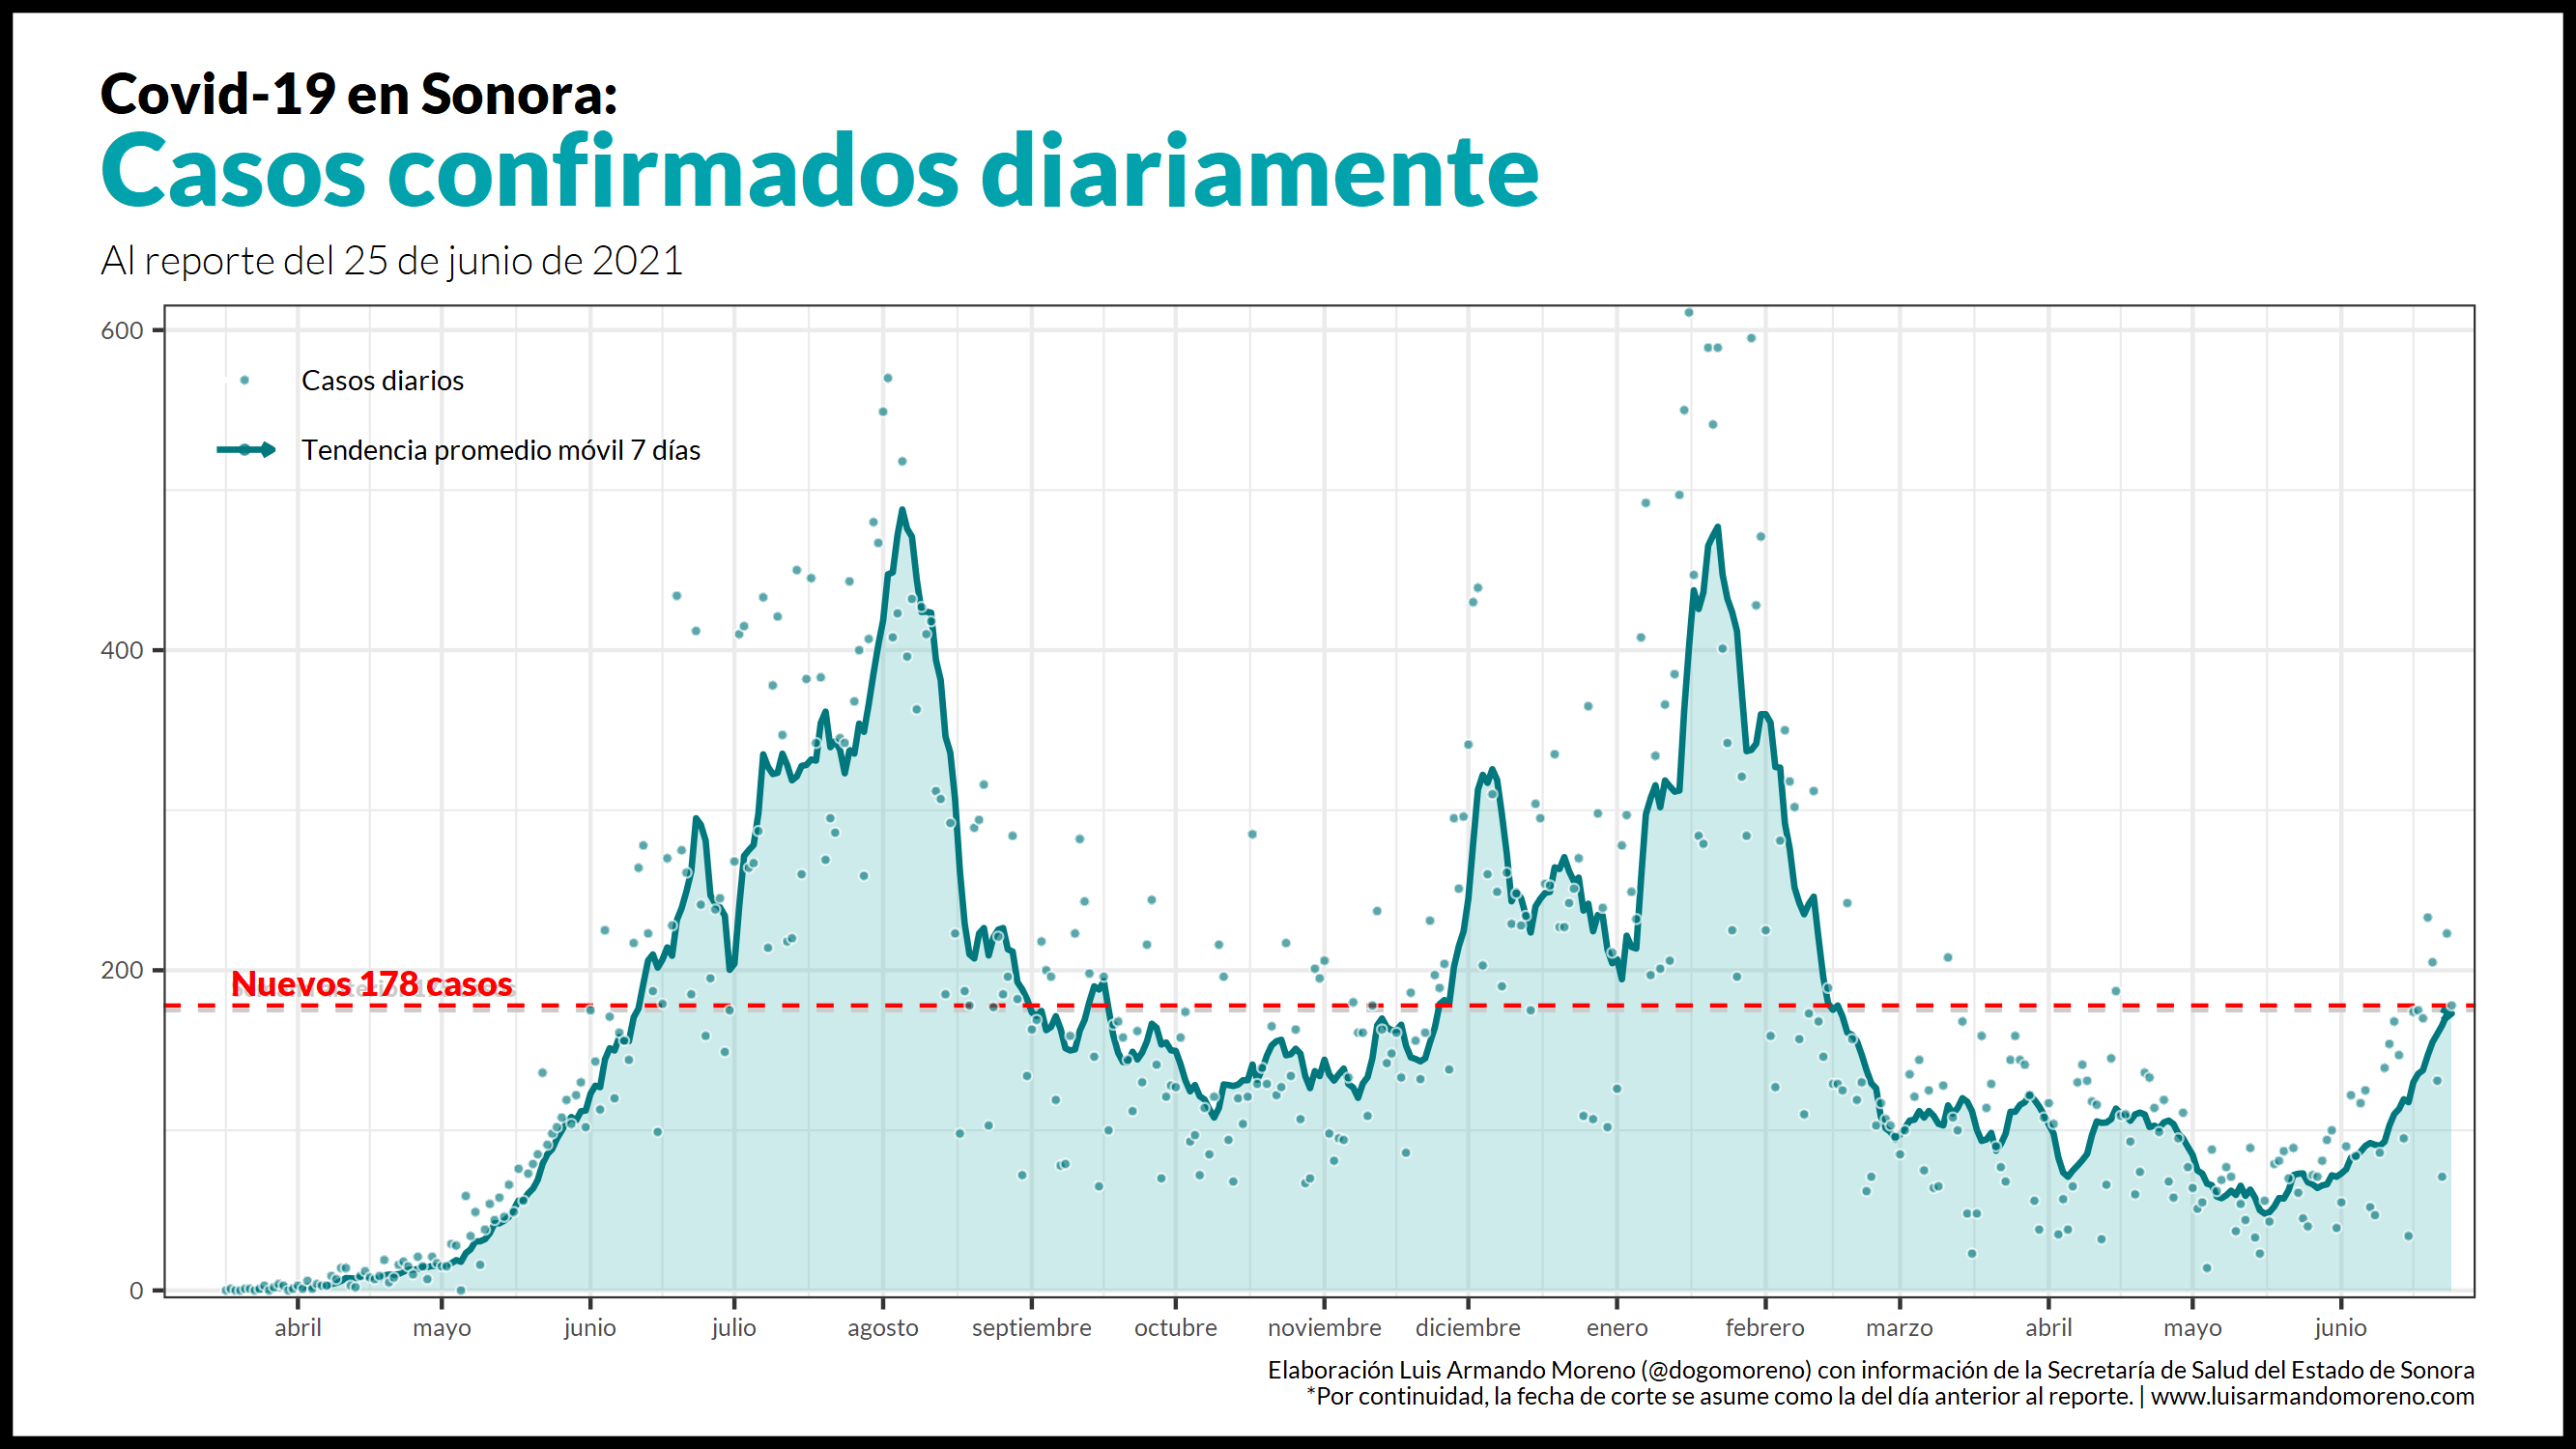 Covid-19 en Sonora:
Casos confirmados diariamente
Al reporte del 25 de junio de 2021
600
Casos diarios
Tendencia promedio móvil 7 días
400
200
Nuevos 178 casos
0
abril mayo junio julio agosto septiembre octubre noviembre diciembre enero febrero marzo abril mayo junio
Elaboración Luis Armando Moreno (@dogomoreno) con información de la Secretaría de Salud del Estado de Sonora
*Por continuidad, la fecha de corte se asume como la del día anterior al reporte. | www.luisarmandomoreno.com